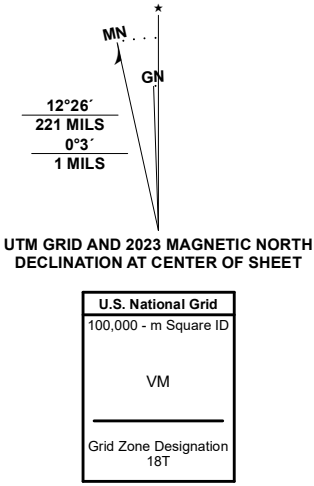 ★
MN
GN
12°26´
221 MILS
0°3´
1 MILS
UTM GRID AND 2023 MAGNETIC NORTH
DECLINATION AT CENTER OF SHEET
U.S. National Grid
100,000 - m Square ID
VM
Grid Zone Designation
18T